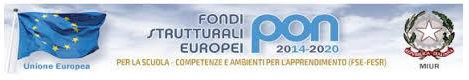 FONDI
STRUTTURALI
EUROPEI
pon
2014-2020
Unione Europea
PER LA SCUOLA - COMPETENZE E AMBIENTI PER L'APPRENDIMENTO (FSE-FESR)
MIUR